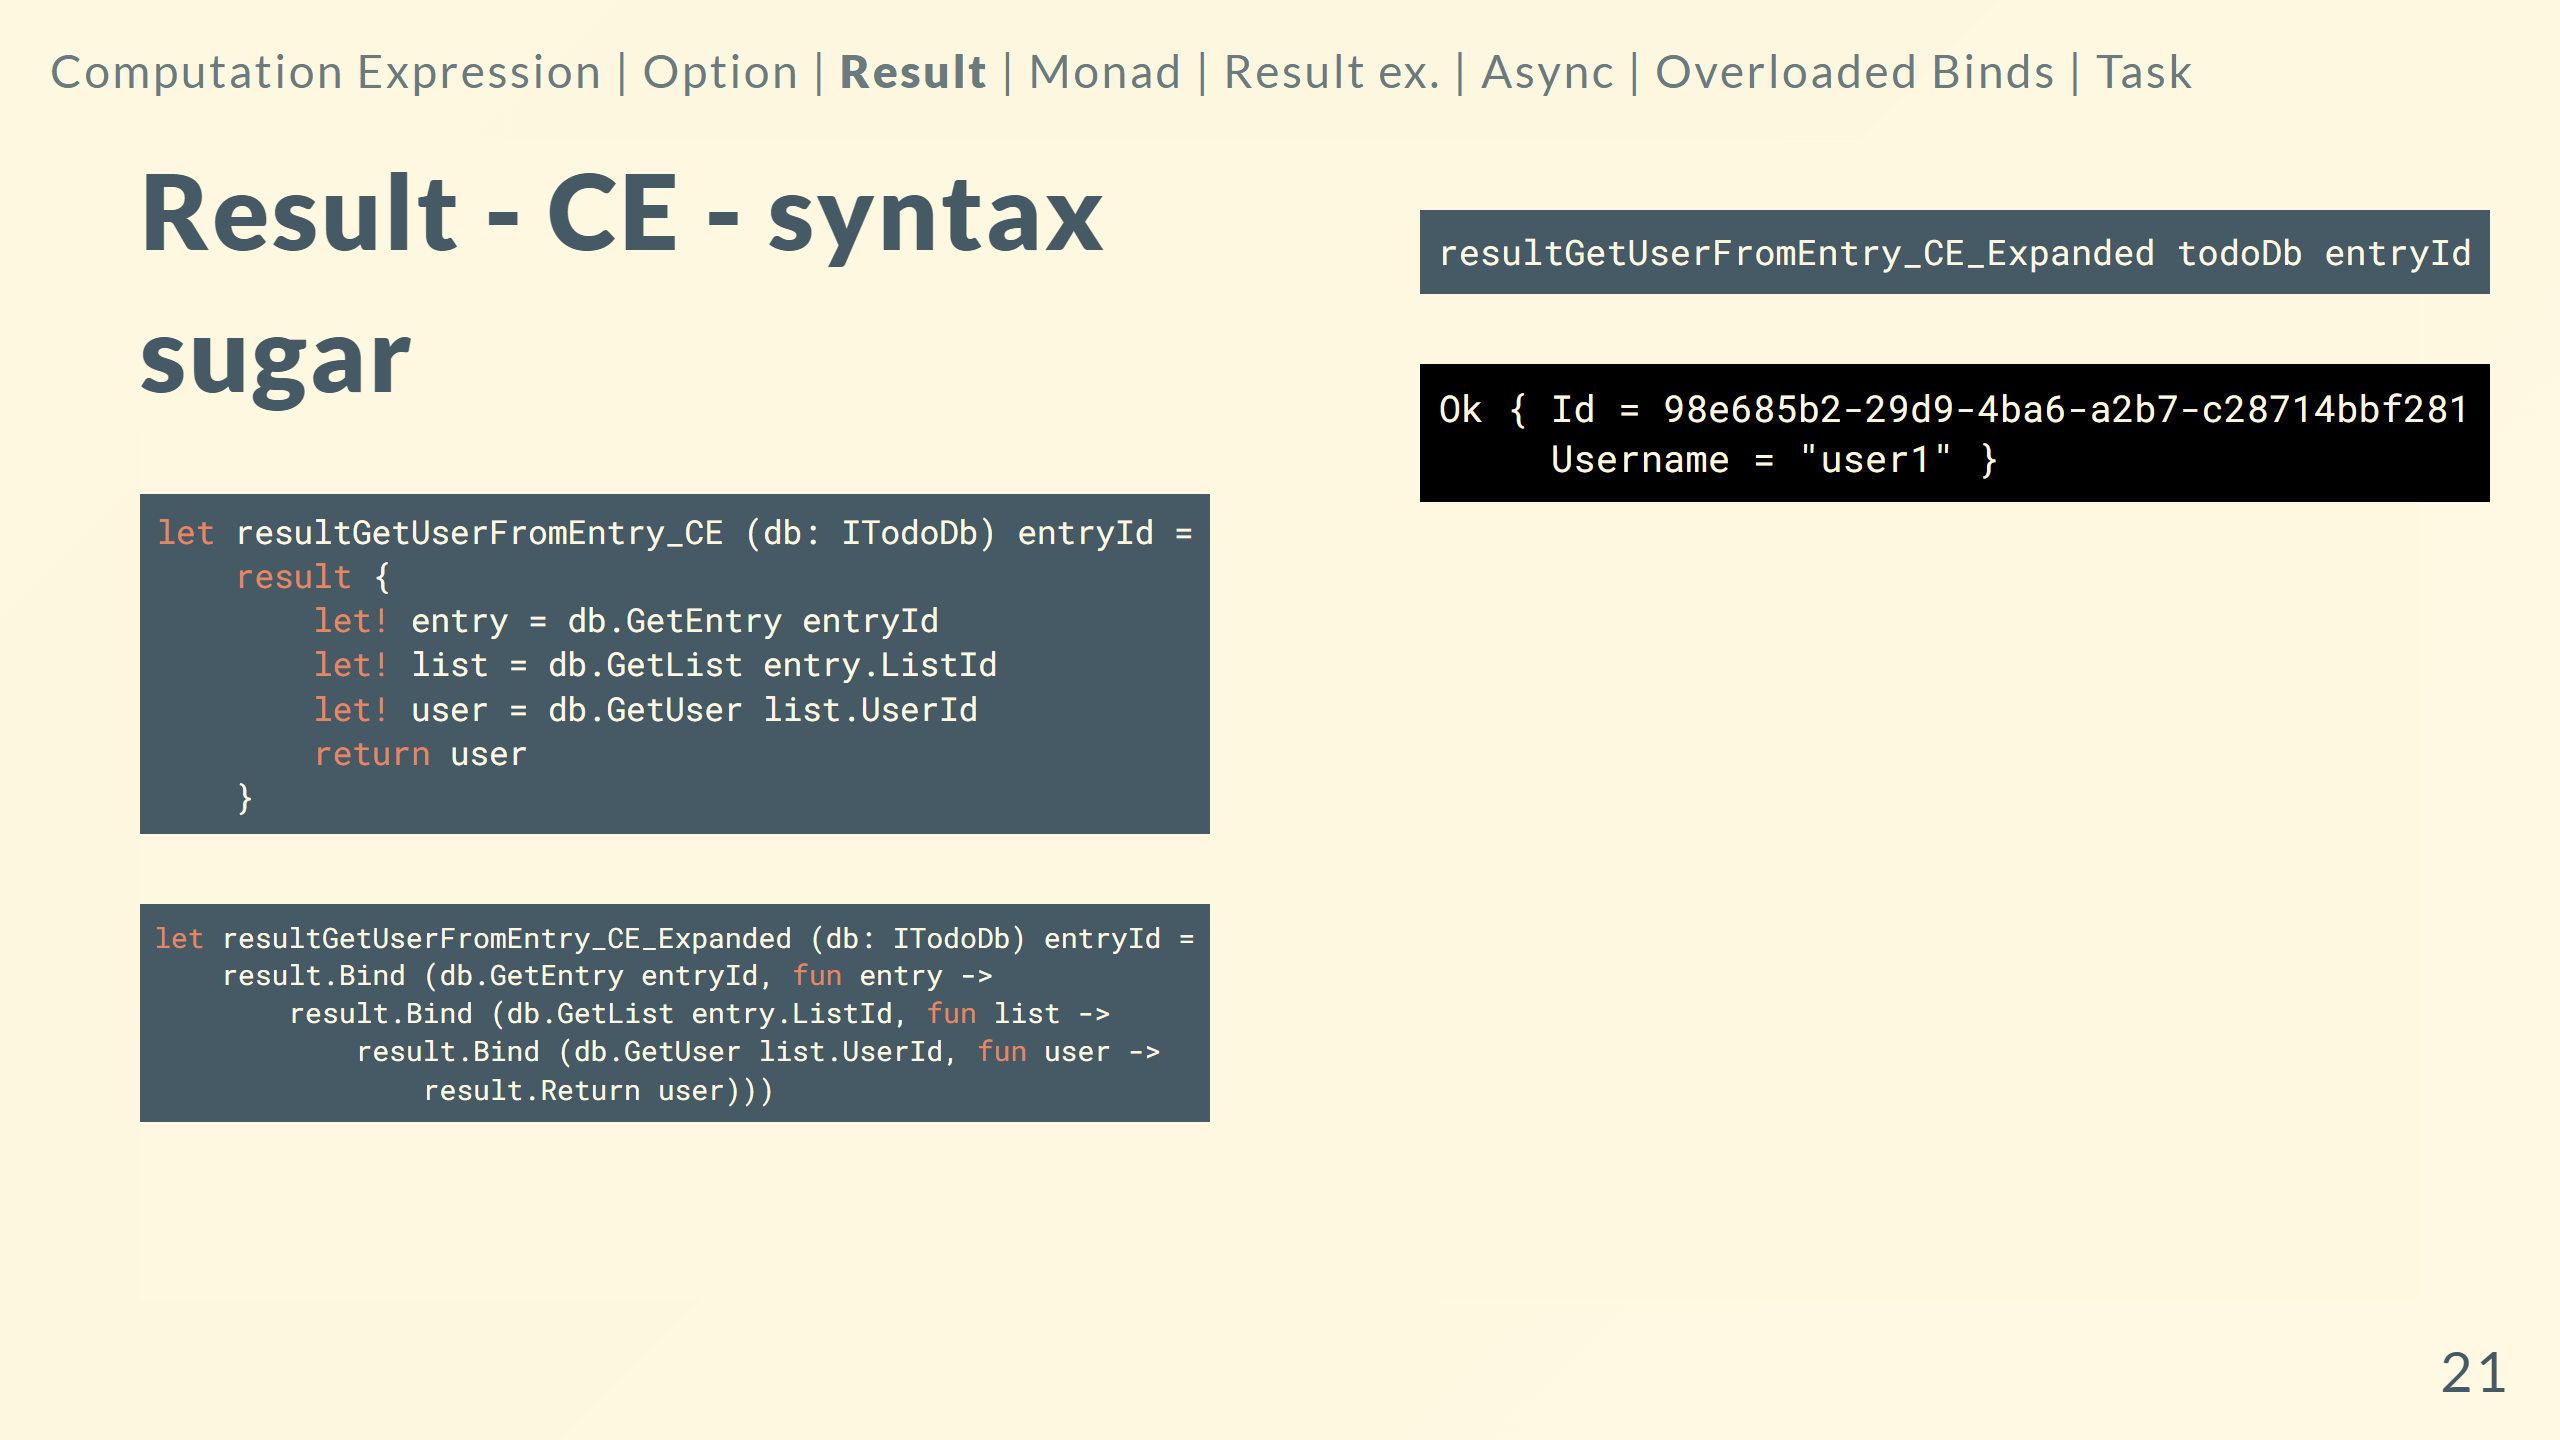 Computation Expression | Option | Result | Monad | Result ex. | Async | Overloaded Binds | Task
Result - CE - syntax
sugar
let resultGetUserFromEntry_CE (db: ITodoDb) entryId =
    result {
        let! entry = db.GetEntry entryId
        let! list = db.GetList entry.ListId
        let! user = db.GetUser list.UserId
        return user
    }
let resultGetUserFromEntry_CE_Expanded (db: ITodoDb) entryId =
    result.Bind (db.GetEntry entryId, fun entry ->
        result.Bind (db.GetList entry.ListId, fun list ->
            result.Bind (db.GetUser list.UserId, fun user ->
                result.Return user)))
resultGetUserFromEntry_CE_Expanded todoDb entryId
Ok { Id = 98e685b2-29d9-4ba6-a2b7-c28714bbf281
     Username = "user1" }
21